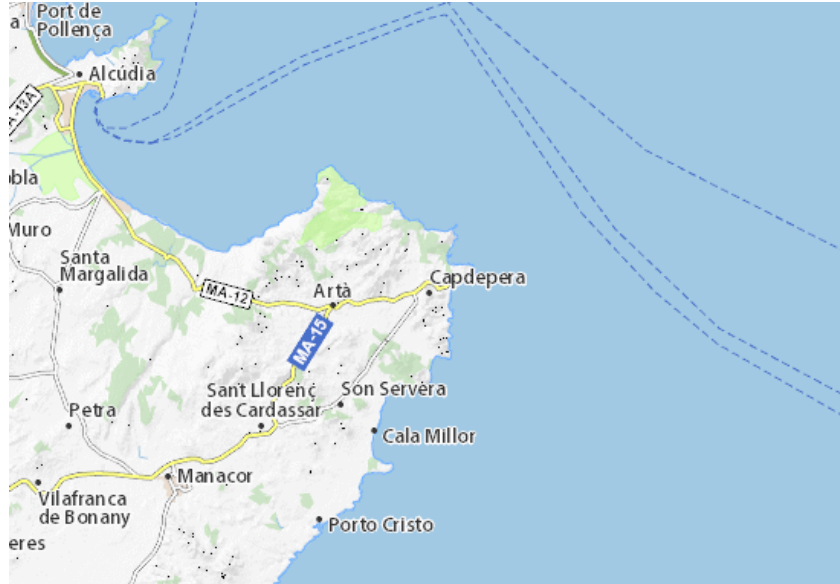 Port de
Pollença
a
Alcúdia
MA-13A
obla
Muro
Santa
Margalida
MA-12
Artà
Capdepera
MA-15
Sant Llorenç
des Cardassar
Son Servera
Petra
Cala Millor
Manacor
Vilafranca
de Bonany
Porto Cristo
eres